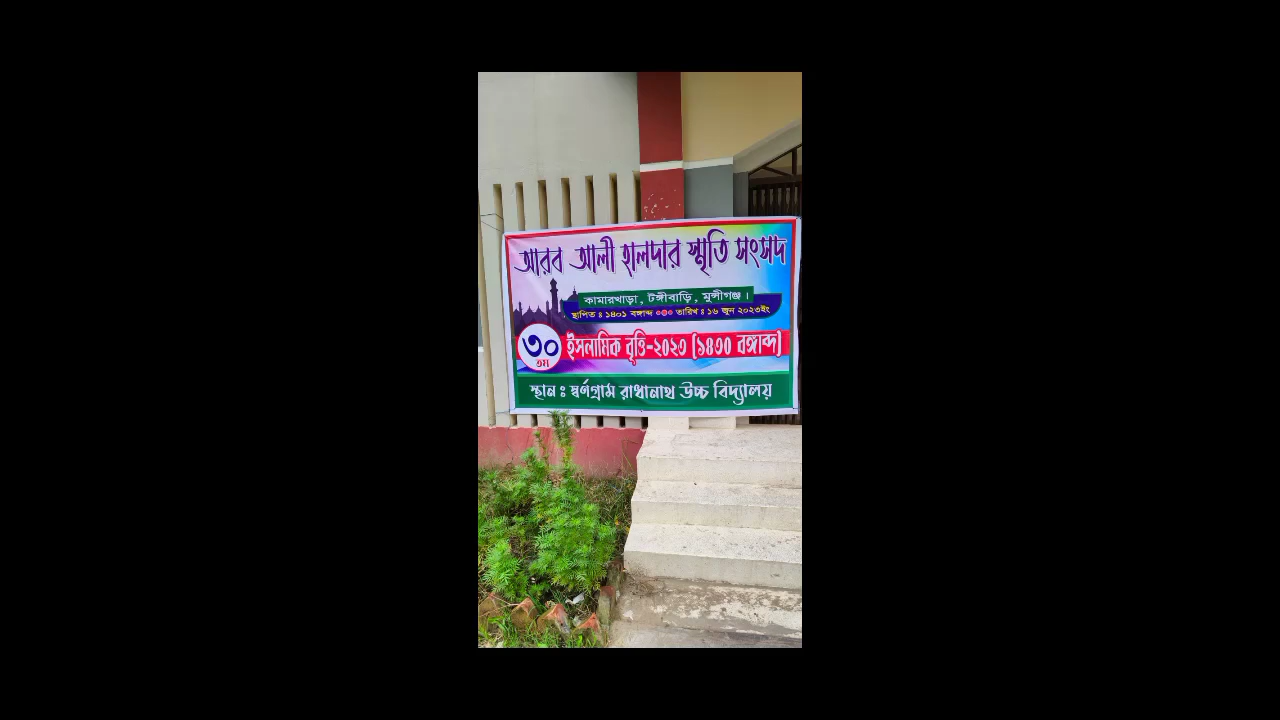 আরব আলী হালদার স্মৃতি সংসদ
কামারখাড়া, টঙ্গীবাড়ি, মুন্সীগঞ্জ।
স্থাপিত ঃ ১৪০১ বঙ্গাব্দ তারিখ ঃ ১৬ জুন ২০২৩ইং
৩০ তম ইসলামিক বৃত্তি-২০২৩ (১৪৩০ বঙ্গাব্দ)
স্থান ঃ স্বর্ণগ্রাম রাধানাথ উচ্চ বিদ্যালয়